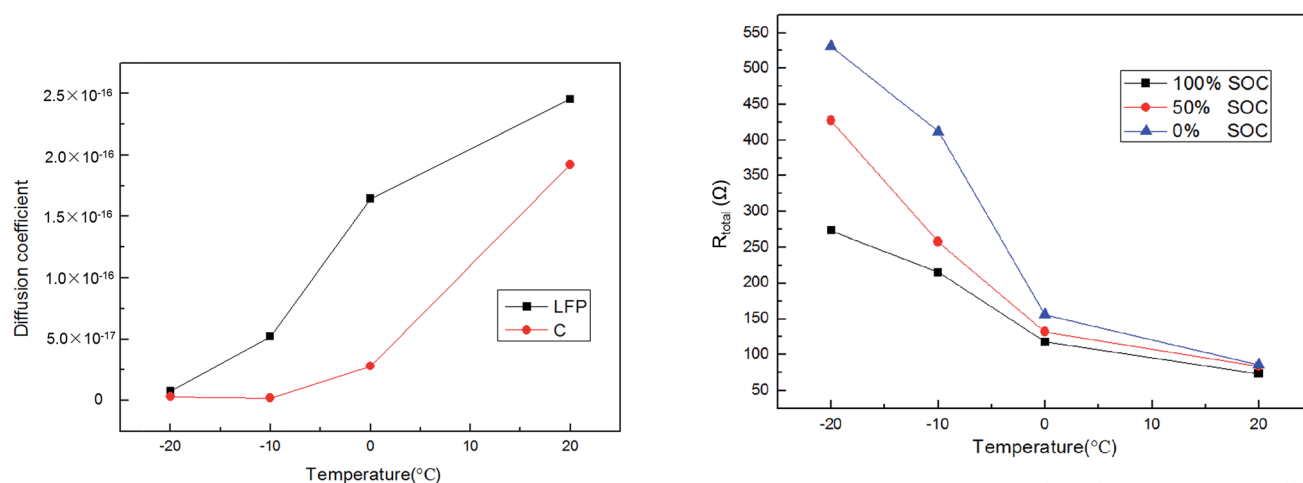 Diffusion coefficient
2.5×10⁻¹⁶
2.0×10⁻¹⁶
1.5×10⁻¹⁶
1.0×10⁻¹⁶
5.0×10⁻¹⁷
0
LFP
C
-20 -10 0 10 20
Temperature(°C)
R_total (Ω)
550
500
450
400
350
300
250
200
150
100
50
100% SOC
50% SOC
0% SOC
-20 -10 0 10 20
Temperature(°C)